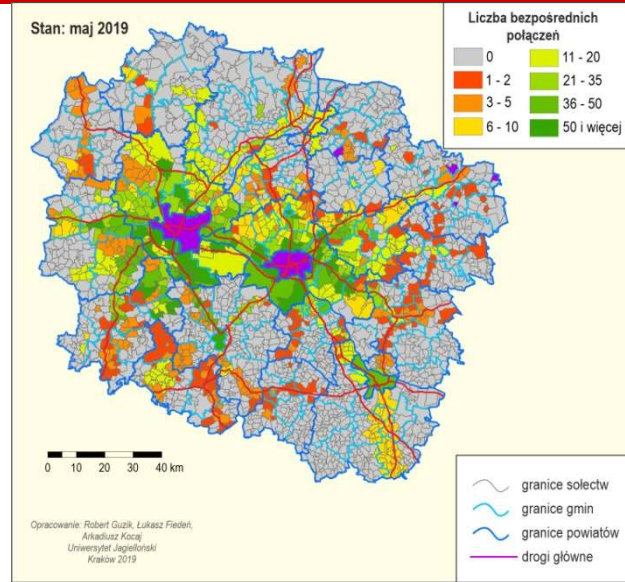 Stan: maj 2019
Liczba bezpośrednich
połączeń
0
1 - 2
3 - 5
6 - 10
11 - 20
21 - 35
36 - 50
50 i więcej
0 10 20 30 40 km
Opracowanie: Robert Guzik, Łukasz Fiedeń,
Arkadiusz Kocaj
Uniwersytet Jagielloński
Kraków 2019
granice sołectw
granice gmin
granice powiatów
drogi główne